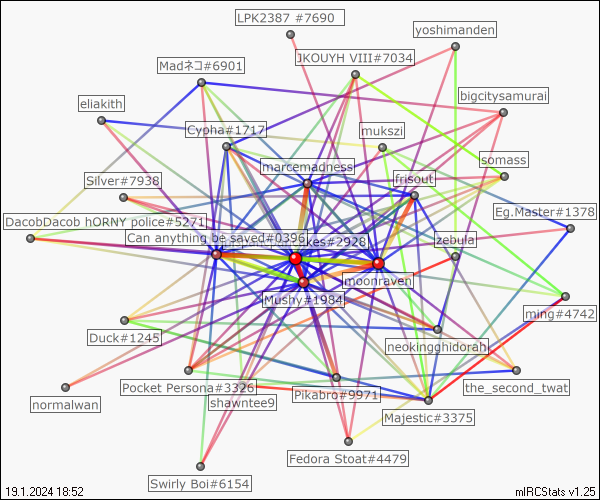 LPK2387 #7690
yoshimanden
JKOUYH VIII#7034
Madネコ#6901
bigcitysamurai
eliakith
Cypha#1717
mukszi
somass
marcemadness
frisout
Silver#7938
Eg.Master#1378
DacobDacob hORNY police#5271
Can anything be saved#0396
kes#2928
zebula
moonraven
Mushy#1984
ming#4742
Duck#1245
neokingghidorah
Pocket Persona#3326
Pikabro#9971
the_second_twat
normalwan
shawntee9
Majestic#3375
Fedora Stoat#4479
Swirly Boi#6154
19.1.2024 18:52
mIRCStats v1.25